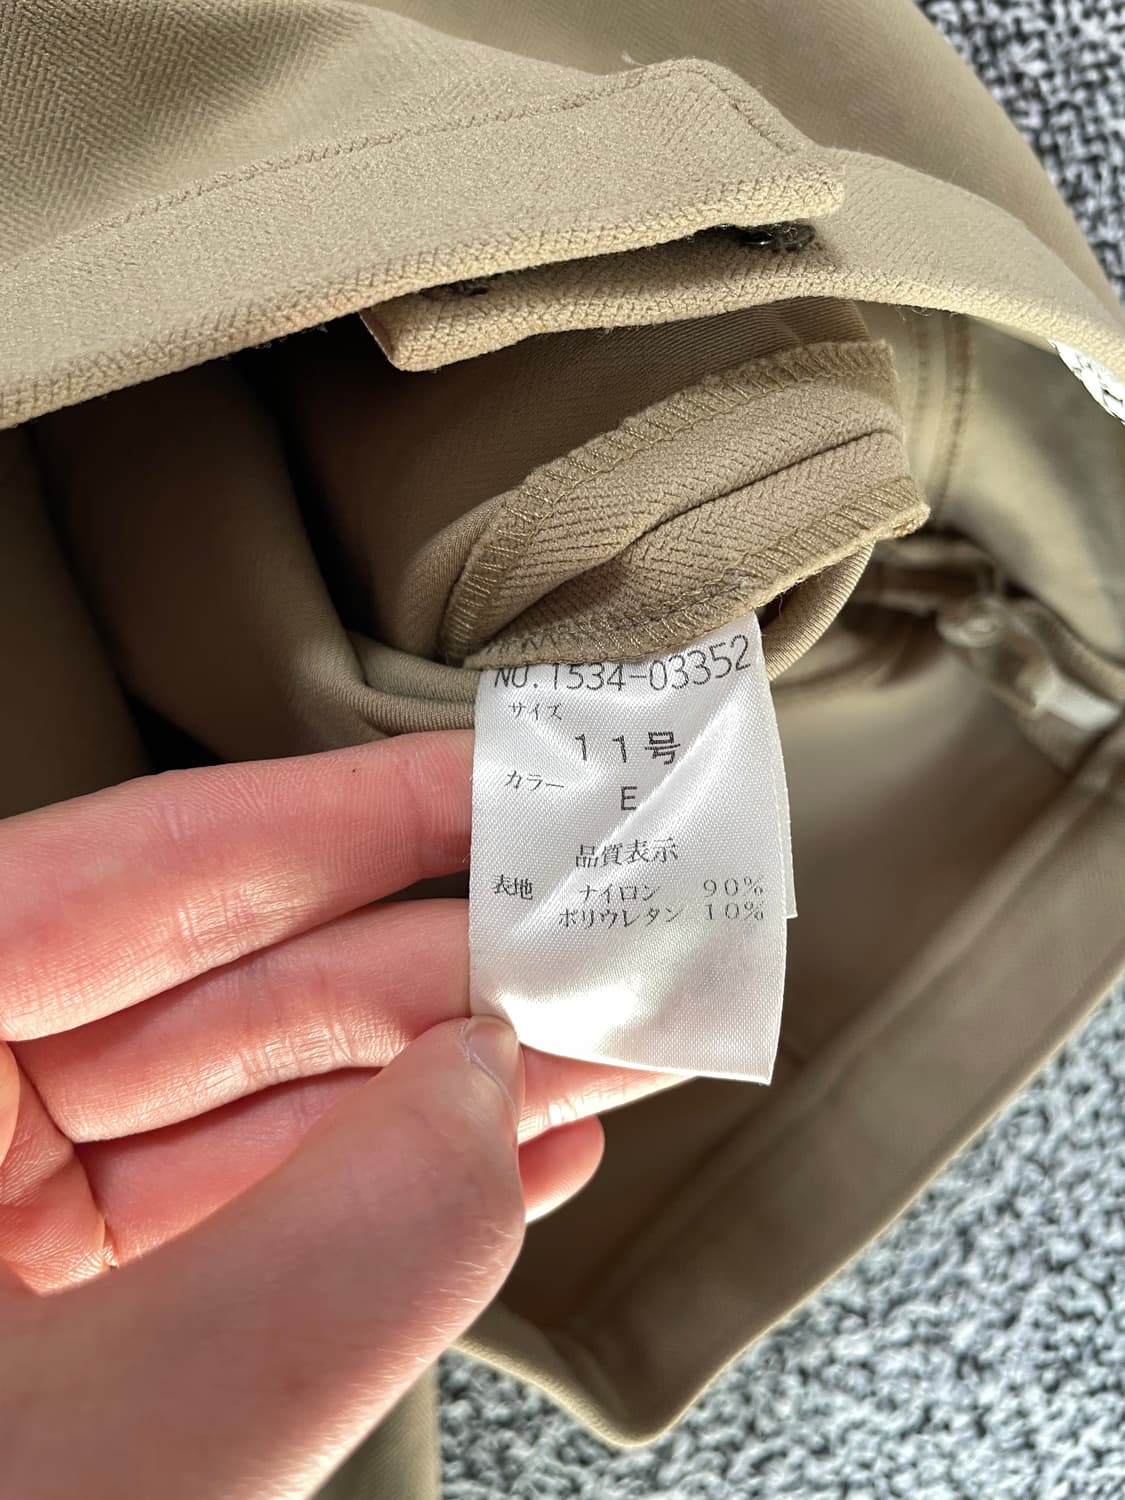 NO.1534-03352
サイズ
11号
カラー
E
品質表示
表地 ナイロン 90%
ポリウレタン 10%